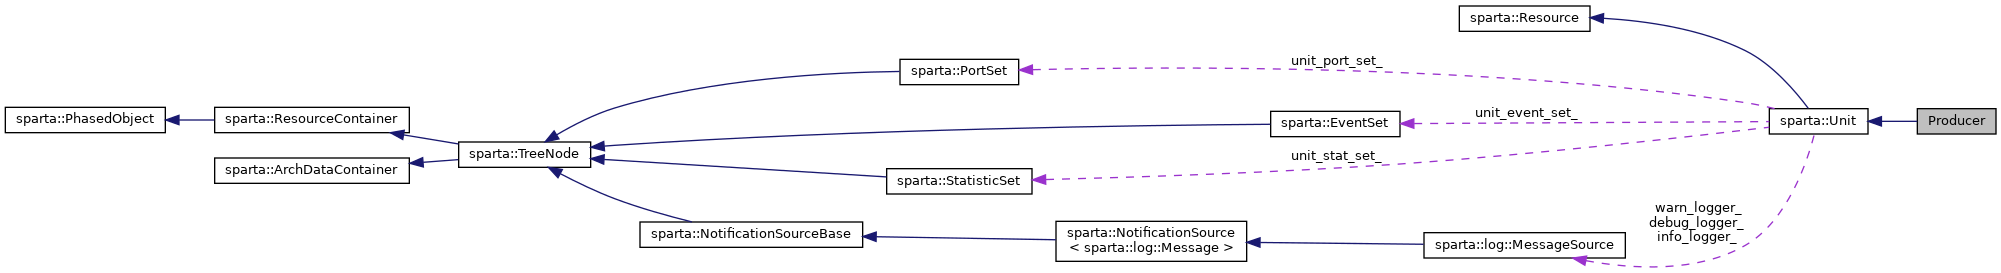 sparta::Resource
unit_port_set_
sparta::PortSet
sparta::PhasedObject
sparta::ResourceContainer
unit_event_set_
sparta::EventSet
sparta::Unit
Producer
sparta::TreeNode
unit_stat_set_
sparta::ArchDataContainer
sparta::StatisticSet
warn_logger_
debug_logger_
info_logger_
sparta::NotificationSourceBase
sparta::NotificationSource
< sparta::log::Message >
sparta::log::MessageSource